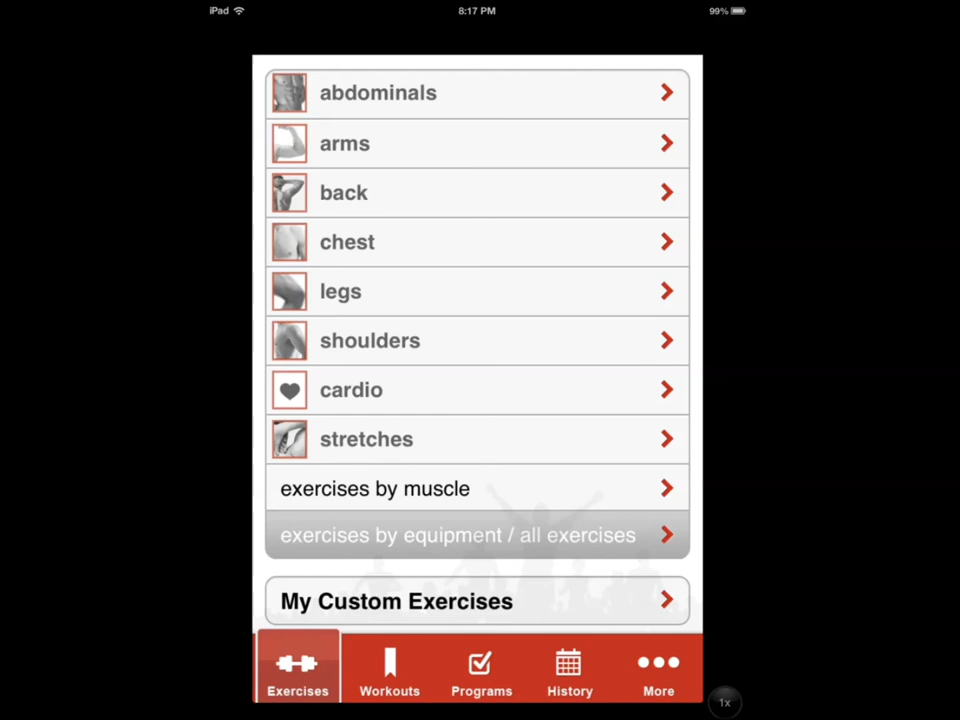 iPad 8:17 PM 99%
abdominals
arms
back
chest
legs
shoulders
cardio
stretches
exercises by muscle
exercises by equipment / all exercises
My Custom Exercises
Exercises Workouts Programs History More
1x